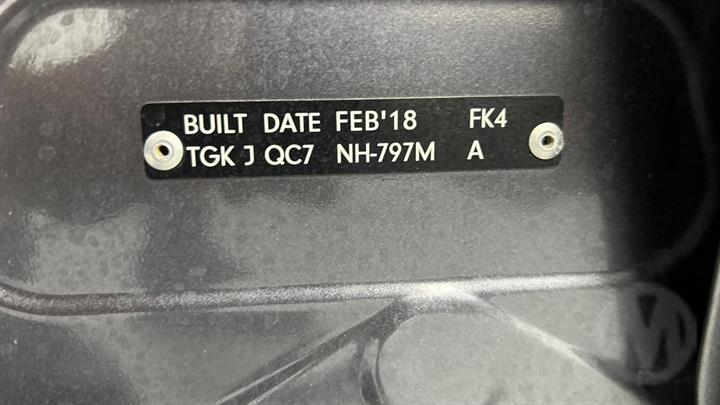 BUILT DATE FEB'18 FK4
TGK J QC7 NH-797M A
M